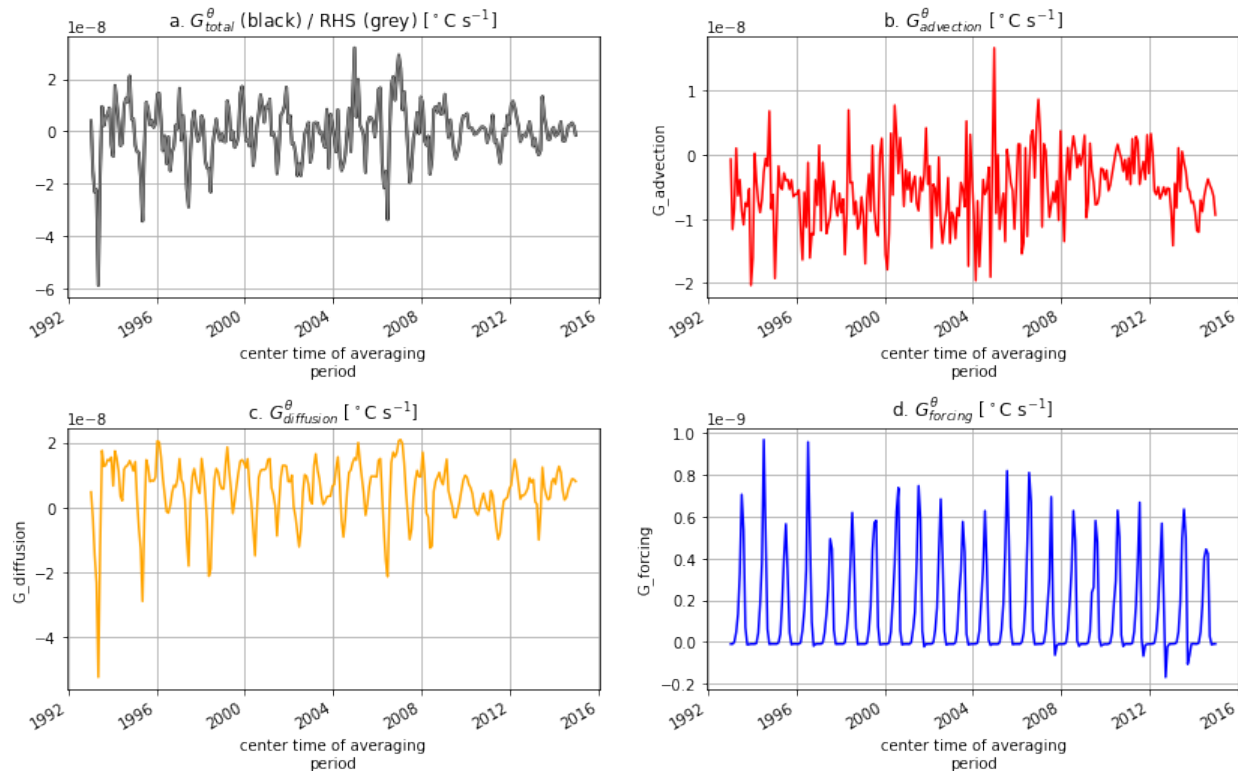 a. G^θ_total (black) / RHS (grey) [°C s⁻¹]
1e−8
2
0
−2
−4
−6
1992
1996
2000
2004
2008
2012
2016
center time of averaging
period
b. G^θ_advection [°C s⁻¹]
1e−8
G_advection
1
0
−1
−2
1992
1996
2000
2004
2008
2012
2016
center time of averaging
period
c. G^θ_diffusion [°C s⁻¹]
1e−8
G_diffusion
2
0
−2
−4
1992
1996
2000
2004
2008
2012
2016
center time of averaging
period
d. G^θ_forcing [°C s⁻¹]
1e−9
G_forcing
1.0
0.8
0.6
0.4
0.2
0.0
−0.2
1992
1996
2000
2004
2008
2012
2016
center time of averaging
period